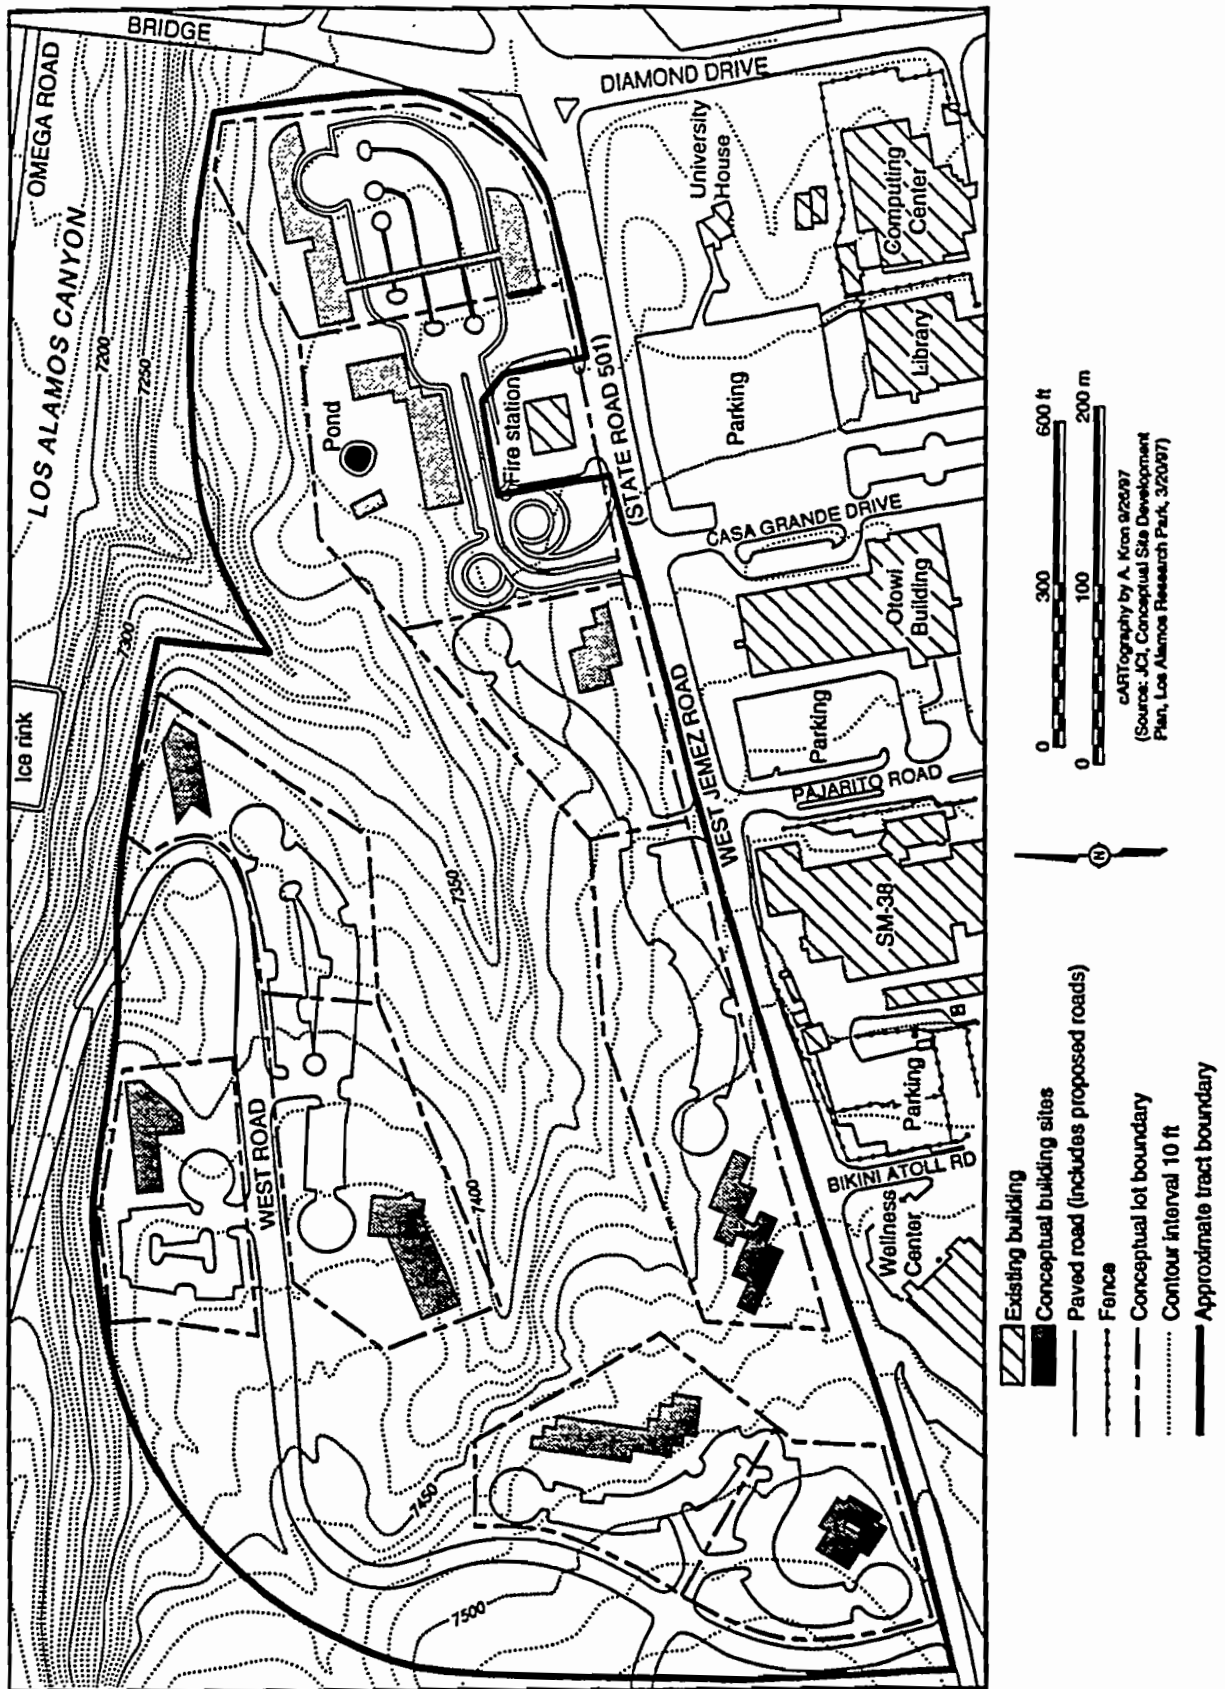 BRIDGE
OMEGA ROAD
LOS ALAMOS CANYON
7200
7250
DIAMOND DRIVE
University
House
Computing
Center
Library
Pond
Fire station
(STATE ROAD 501)
Parking
CASA GRANDE DRIVE
Otowi
Building
7300
Ice rink
WEST JEMEZ ROAD
Parking
PAJARITO ROAD
7350
SM-38
WEST ROAD
7400
Parking
BIKINI ATOLL RD
Wellness
Center
7450
7500
0 300 600 ft
0 100 200 m
cARTography by A. Kron 9/26/97
(Source: JCI, Conceptual Site Development
Plan, Los Alamos Research Park, 3/20/97)
N
Existing building
Conceptual building sites
Paved road (includes proposed roads)
Fence
Conceptual lot boundary
Contour interval 10 ft
Approximate tract boundary